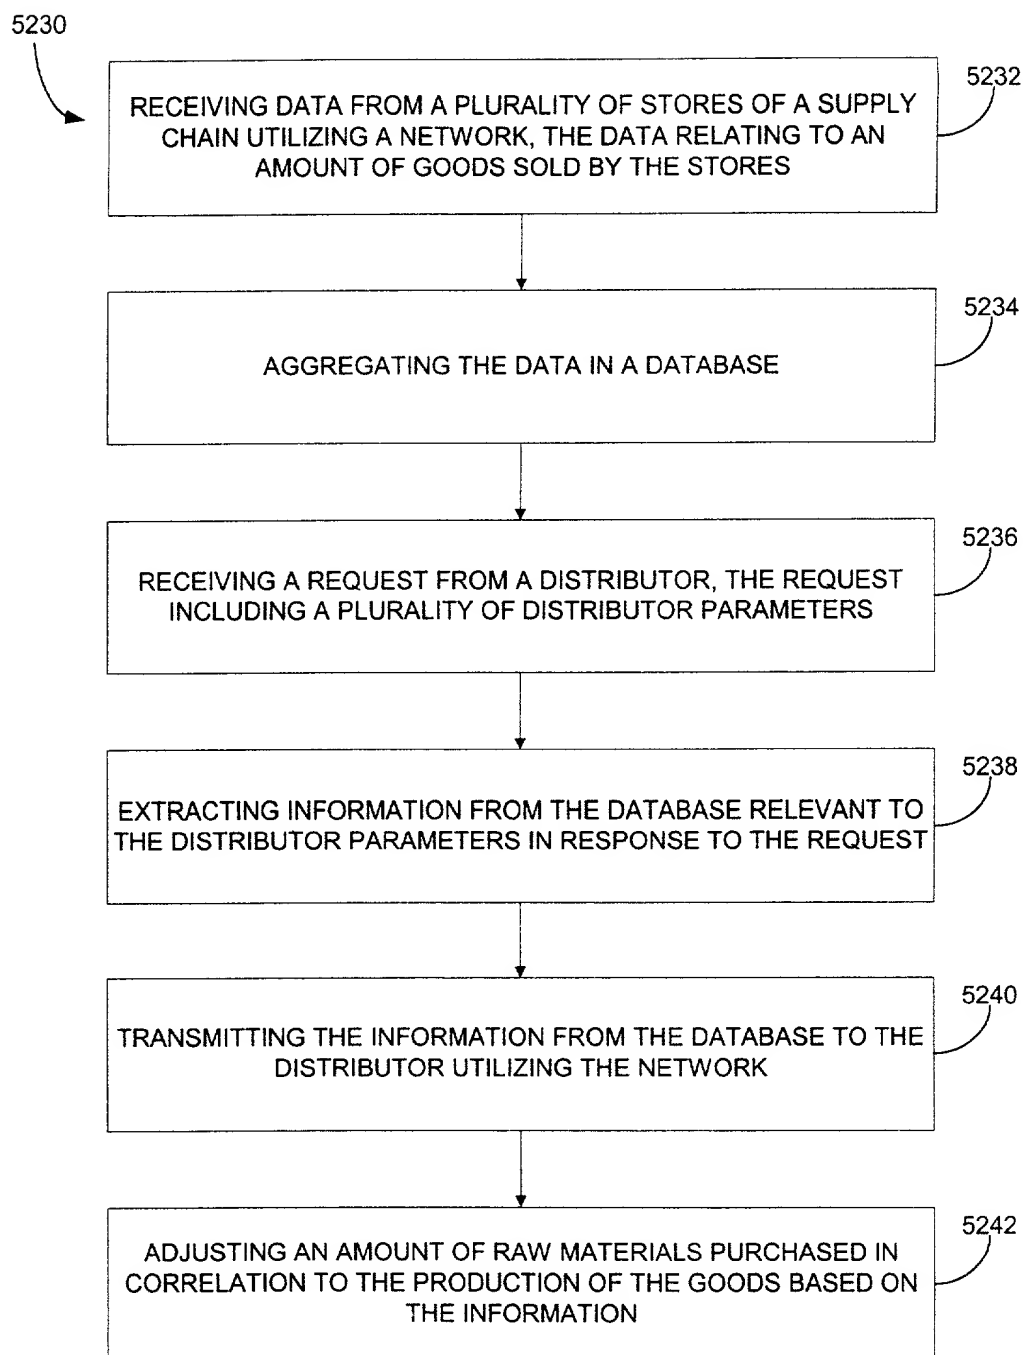 5230
5232
RECEIVING DATA FROM A PLURALITY OF STORES OF A SUPPLY
CHAIN UTILIZING A NETWORK, THE DATA RELATING TO AN
AMOUNT OF GOODS SOLD BY THE STORES
5234
AGGREGATING THE DATA IN A DATABASE
5236
RECEIVING A REQUEST FROM A DISTRIBUTOR, THE REQUEST
INCLUDING A PLURALITY OF DISTRIBUTOR PARAMETERS
5238
EXTRACTING INFORMATION FROM THE DATABASE RELEVANT TO
THE DISTRIBUTOR PARAMETERS IN RESPONSE TO THE REQUEST
5240
TRANSMITTING THE INFORMATION FROM THE DATABASE TO THE
DISTRIBUTOR UTILIZING THE NETWORK
5242
ADJUSTING AN AMOUNT OF RAW MATERIALS PURCHASED IN
CORRELATION TO THE PRODUCTION OF THE GOODS BASED ON
THE INFORMATION